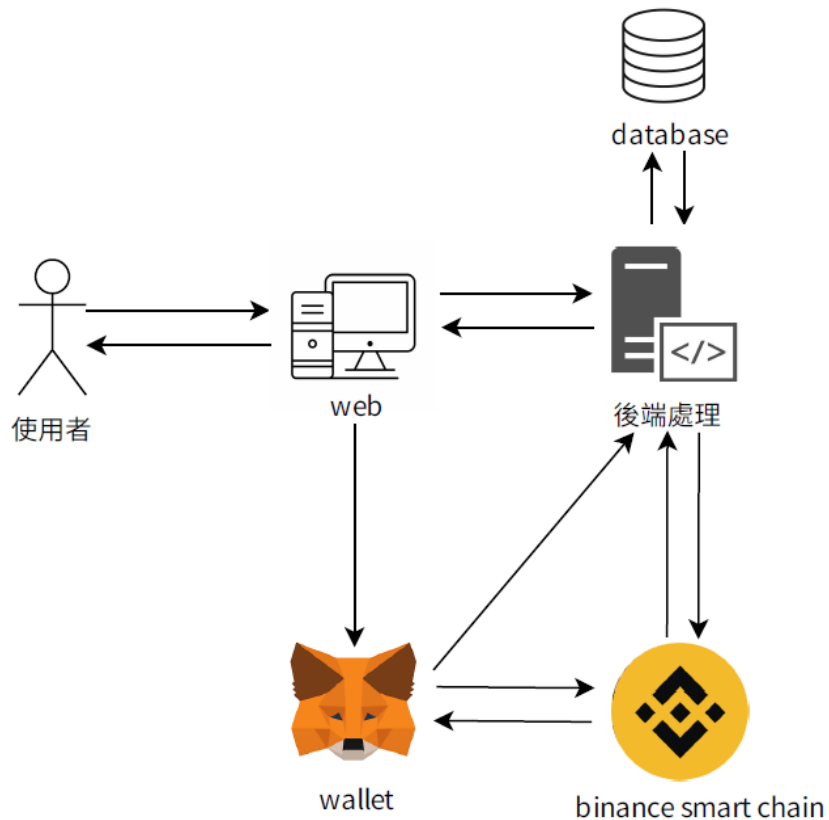 database
</>
使用者
web
後端處理
wallet
binance smart chain